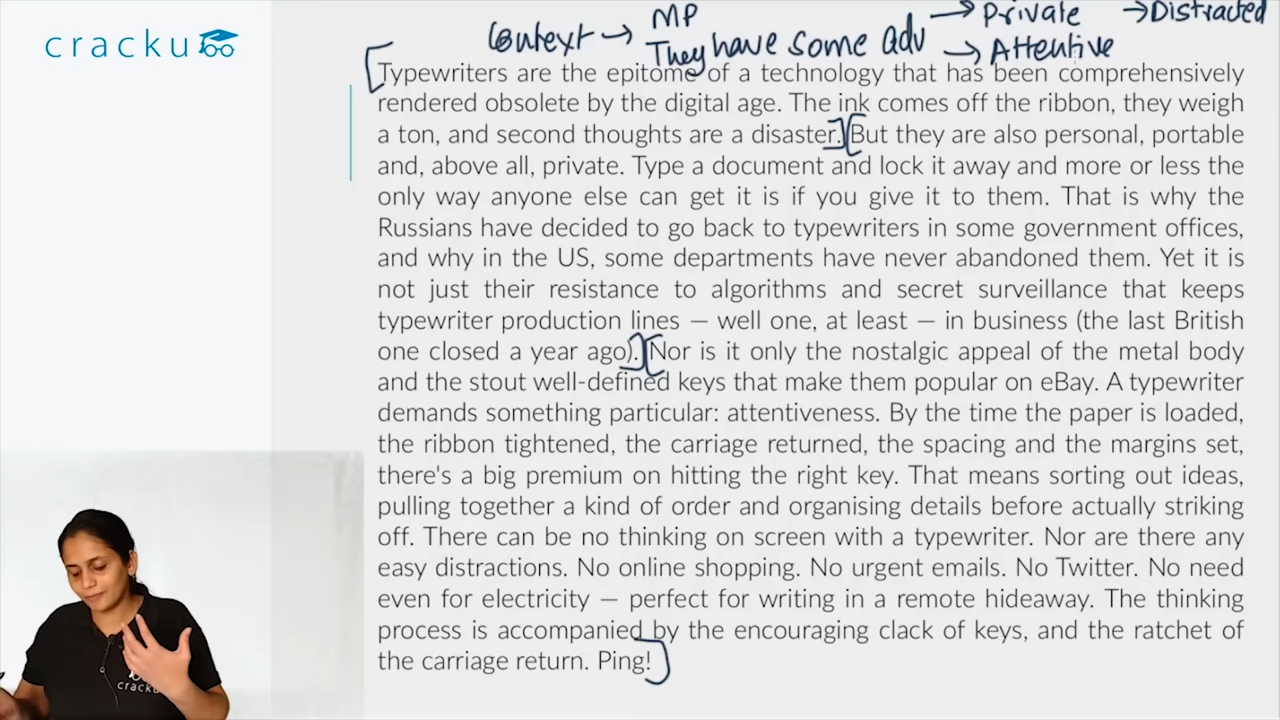 cracku
Context → MP → Private → Distracted
They have some adv → Attentive
Typewriters are the epitome of a technology that has been comprehensively
rendered obsolete by the digital age. The ink comes off the ribbon, they weigh
a ton, and second thoughts are a disaster. But they are also personal, portable
and, above all, private. Type a document and lock it away and more or less the
only way anyone else can get it is if you give it to them. That is why the
Russians have decided to go back to typewriters in some government offices,
and why in the US, some departments have never abandoned them. Yet it is
not just their resistance to algorithms and secret surveillance that keeps
typewriter production lines — well one, at least — in business (the last British
one closed a year ago). Nor is it only the nostalgic appeal of the metal body
and the stout well-defined keys that make them popular on eBay. A typewriter
demands something particular: attentiveness. By the time the paper is loaded,
the ribbon tightened, the carriage returned, the spacing and the margins set,
there's a big premium on hitting the right key. That means sorting out ideas,
pulling together a kind of order and organising details before actually striking
off. There can be no thinking on screen with a typewriter. Nor are there any
easy distractions. No online shopping. No urgent emails. No Twitter. No need
even for electricity — perfect for writing in a remote hideaway. The thinking
process is accompanied by the encouraging clack of keys, and the ratchet of
the carriage return. Ping!
cracku